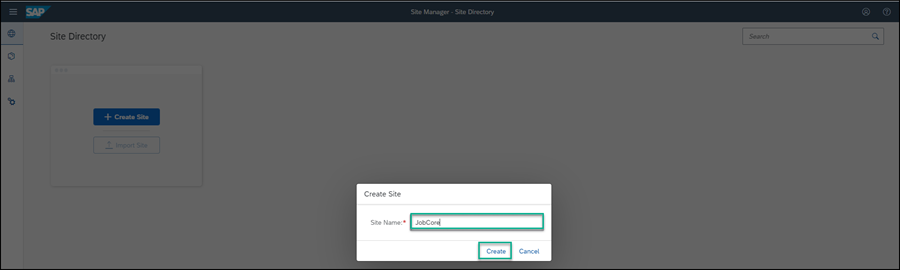 SAP
Site Manager - Site Directory
Site Directory
Search
+ Create Site
Import Site
Create Site
Site Name:* JobCore
Create Cancel